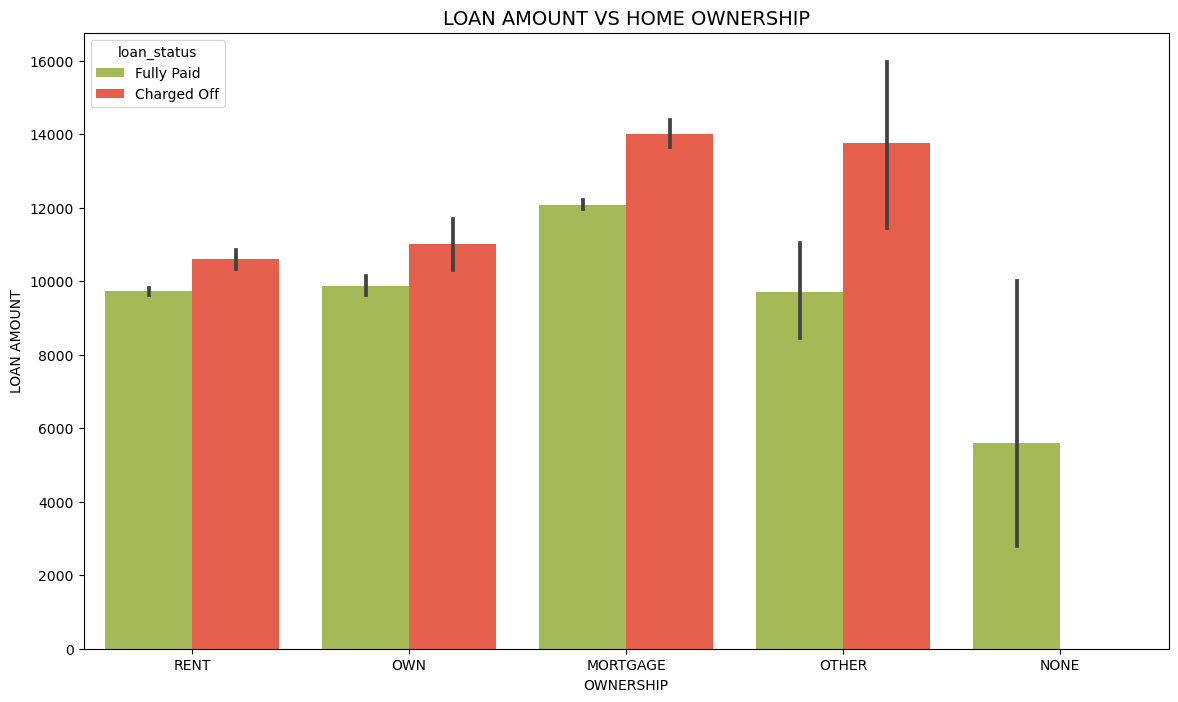 LOAN AMOUNT VS HOME OWNERSHIP
loan_status
Fully Paid
Charged Off
LOAN AMOUNT
16000
14000
12000
10000
8000
6000
4000
2000
0
RENT
OWN
MORTGAGE
OTHER
NONE
OWNERSHIP